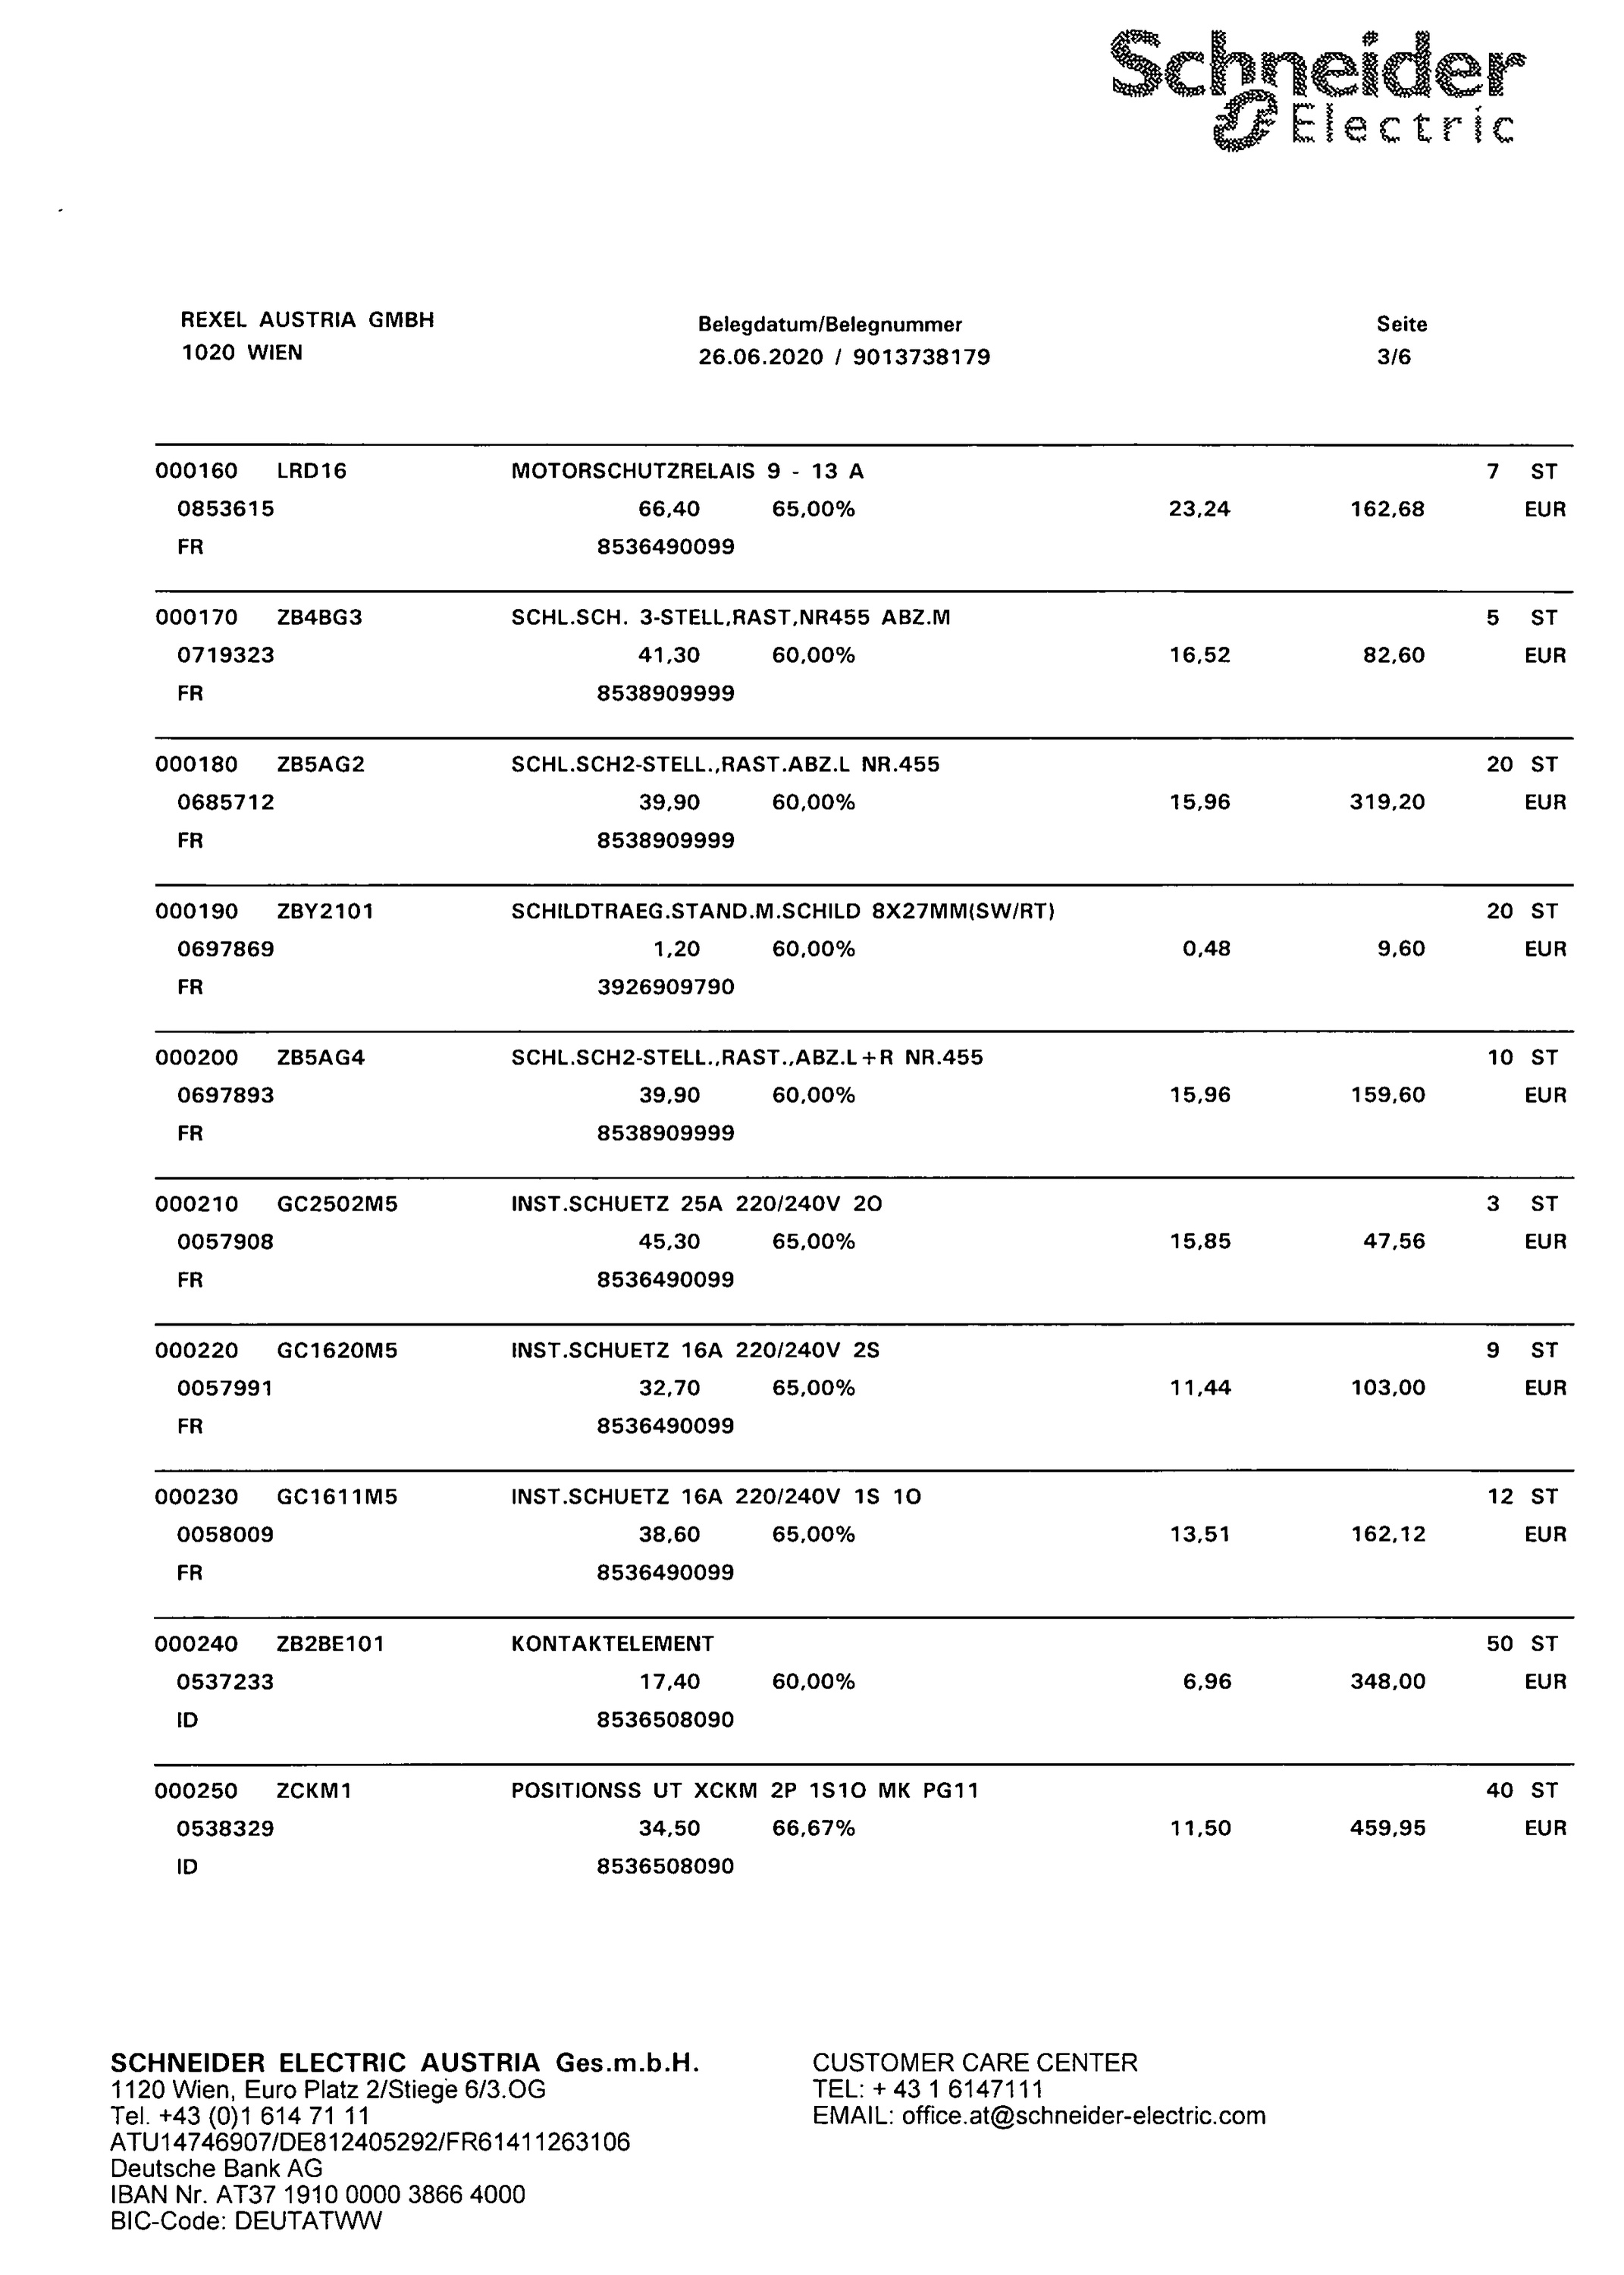 Schneider
Electric
REXEL AUSTRIA GMBH
1020 WIEN
Belegdatum/Belegnummer
26.06.2020 / 9013738179
Seite
3/6
000160 LRD16 MOTORSCHUTZRELAIS 9 - 13 A 7 ST
0853615 66,40 65,00% 23,24 162,68 EUR
FR 8536490099
000170 ZB4BG3 SCHL.SCH. 3-STELL,RAST,NR455 ABZ.M 5 ST
0719323 41,30 60,00% 16,52 82,60 EUR
FR 8538909999
000180 ZB5AG2 SCHL.SCH2-STELL.,RAST.ABZ.L NR.455 20 ST
0685712 39,90 60,00% 15,96 319,20 EUR
FR 8538909999
000190 ZBY2101 SCHILDTRAEG.STAND.M.SCHILD 8X27MM(SW/RT) 20 ST
0697869 1,20 60,00% 0,48 9,60 EUR
FR 3926909790
000200 ZB5AG4 SCHL.SCH2-STELL.,RAST.,ABZ.L+R NR.455 10 ST
0697893 39,90 60,00% 15,96 159,60 EUR
FR 8538909999
000210 GC2502M5 INST.SCHUETZ 25A 220/240V 2O 3 ST
0057908 45,30 65,00% 15,85 47,56 EUR
FR 8536490099
000220 GC1620M5 INST.SCHUETZ 16A 220/240V 2S 9 ST
0057991 32,70 65,00% 11,44 103,00 EUR
FR 8536490099
000230 GC1611M5 INST.SCHUETZ 16A 220/240V 1S 1O 12 ST
0058009 38,60 65,00% 13,51 162,12 EUR
FR 8536490099
000240 ZB2BE101 KONTAKTELEMENT 50 ST
0537233 17,40 60,00% 6,96 348,00 EUR
ID 8536508090
000250 ZCKM1 POSITIONSS UT XCKM 2P 1S1O MK PG11 40 ST
0538329 34,50 66,67% 11,50 459,95 EUR
ID 8536508090
SCHNEIDER ELECTRIC AUSTRIA Ges.m.b.H.
1120 Wien, Euro Platz 2/Stiege 6/3.OG
Tel. +43 (0)1 614 71 11
ATU14746907/DE812405292/FR61411263106
Deutsche Bank AG
IBAN Nr. AT37 1910 0000 3866 4000
BIC-Code: DEUTATWW
CUSTOMER CARE CENTER
TEL: + 43 1 6147111
EMAIL: office.at@schneider-electric.com